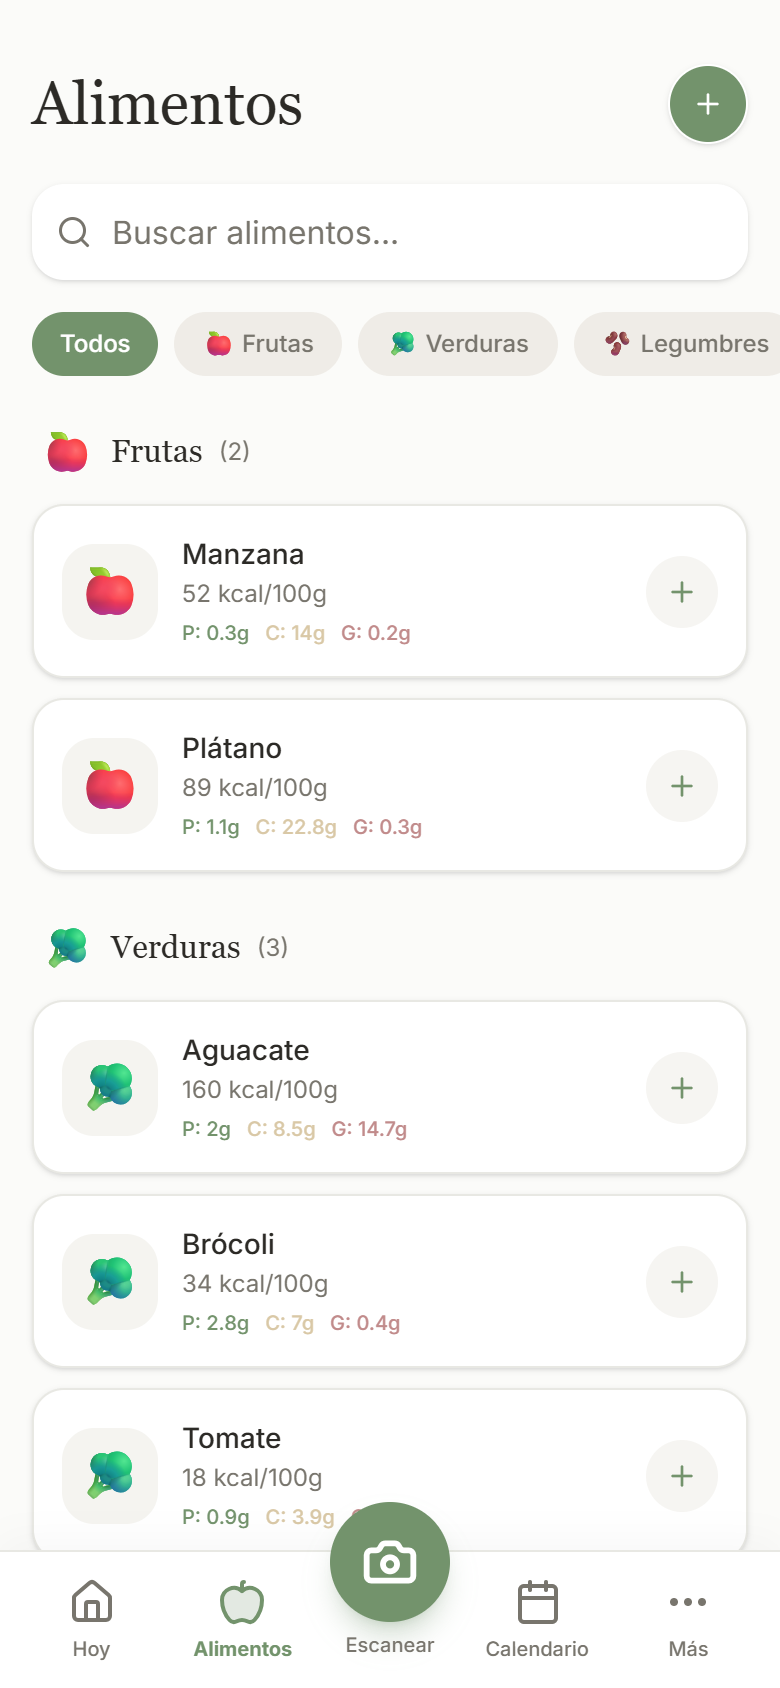 Alimentos
Buscar alimentos...
Todos
Frutas
Verduras
Legumbres
Frutas (2)
Manzana
52 kcal/100g
P: 0.3g C: 14g G: 0.2g
Plátano
89 kcal/100g
P: 1.1g C: 22.8g G: 0.3g
Verduras (3)
Aguacate
160 kcal/100g
P: 2g C: 8.5g G: 14.7g
Brócoli
34 kcal/100g
P: 2.8g C: 7g G: 0.4g
Tomate
18 kcal/100g
P: 0.9g C: 3.9g
Hoy
Alimentos
Escanear
Calendario
Más